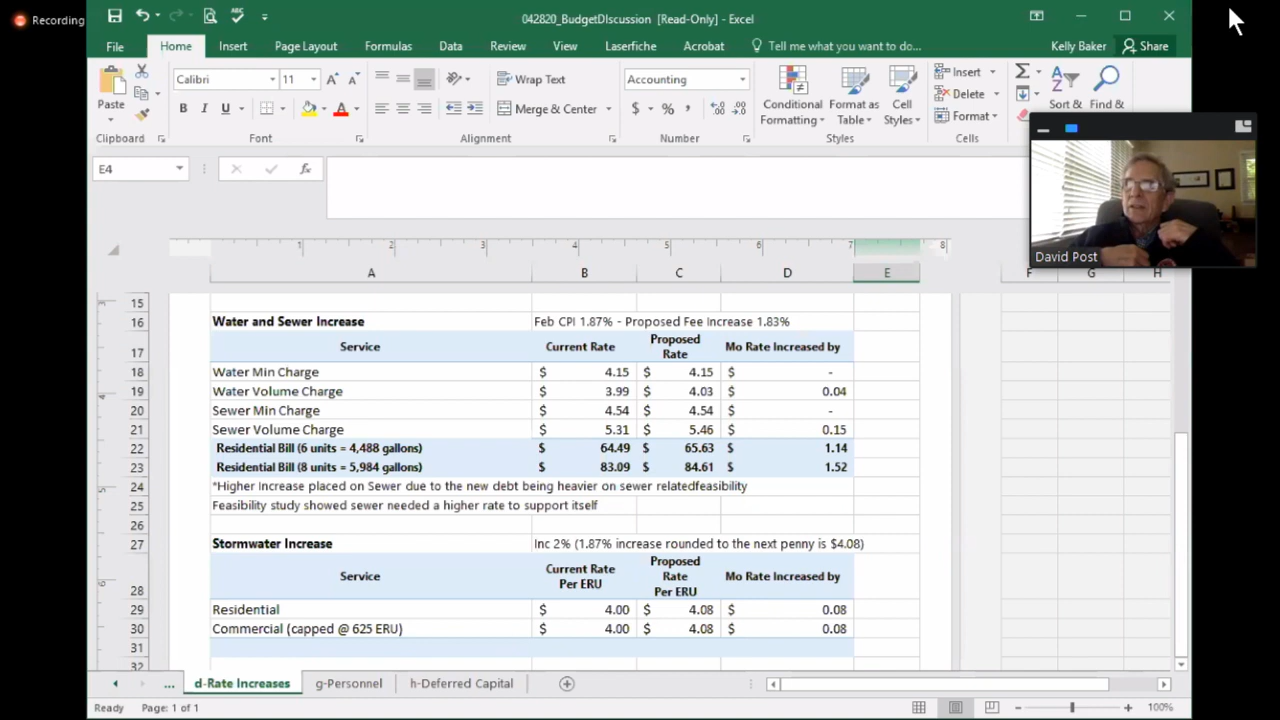 Recording
042820_BudgetDIscussion [Read-Only] - Excel
File Home Insert Page Layout Formulas Data Review View Laserfiche Acrobat Tell me what you want to do... Kelly Baker Share
Calibri 11 Wrap Text Accounting Insert
Paste B I U A Merge & Center $ % Conditional Formatting Format as Table Cell Styles Delete Sort & Find &
Format
Clipboard Font Alignment Number Styles Cells
E4 fx
David Post
1 2 3 4 5 6 7 8
A B C D E F G H
15
16 Water and Sewer Increase Feb CPI 1.87% - Proposed Fee Increase 1.83%
17 Service Current Rate Proposed Rate Mo Rate Increased by
18 Water Min Charge $ 4.15 $ 4.15 $ -
19 Water Volume Charge $ 3.99 $ 4.03 $ 0.04
20 Sewer Min Charge $ 4.54 $ 4.54 $ -
21 Sewer Volume Charge $ 5.31 $ 5.46 $ 0.15
22 Residential Bill (6 units = 4,488 gallons) $ 64.49 $ 65.63 $ 1.14
23 Residential Bill (8 units = 5,984 gallons) $ 83.09 $ 84.61 $ 1.52
24 *Higher Increase placed on Sewer due to the new debt being heavier on sewer relatedfeasibility
25 Feasibility study showed sewer needed a higher rate to support itself
26
27 Stormwater Increase Inc 2% (1.87% increase rounded to the next penny is $4.08)
28 Service Current Rate Per ERU Proposed Rate Per ERU Mo Rate Increased by
29 Residential $ 4.00 $ 4.08 $ 0.08
30 Commercial (capped @ 625 ERU) $ 4.00 $ 4.08 $ 0.08
31
32
... d-Rate Increases g-Personnel h-Deferred Capital
Ready Page: 1 of 1 100%